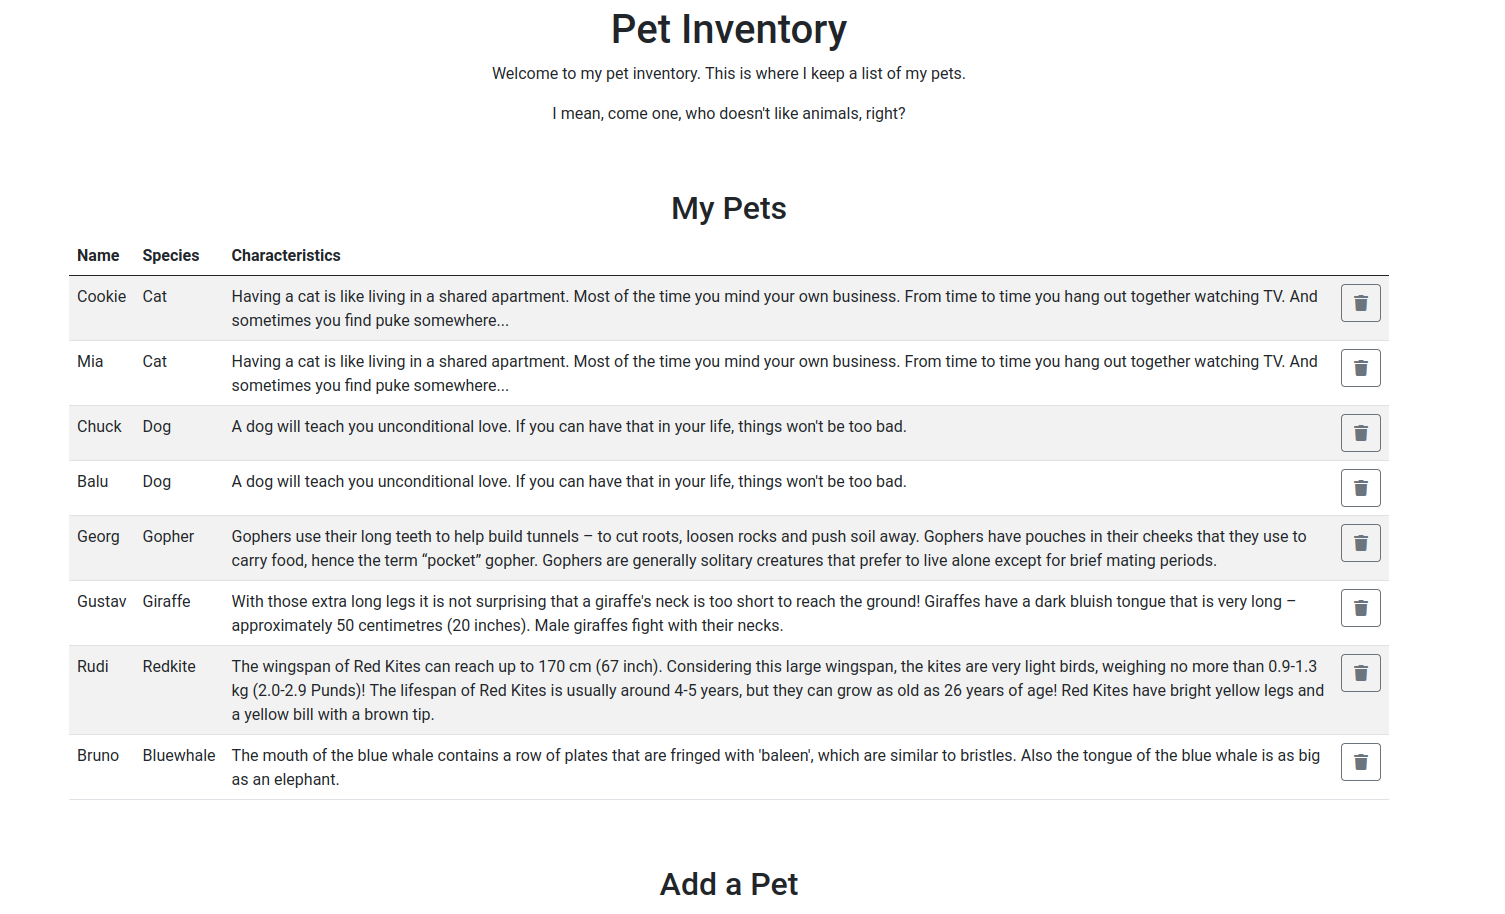 Pet Inventory
Welcome to my pet inventory. This is where I keep a list of my pets.
I mean, come one, who doesn't like animals, right?
My Pets
Name Species Characteristics
Cookie Cat Having a cat is like living in a shared apartment. Most of the time you mind your own business. From time to time you hang out together watching TV. And
sometimes you find puke somewhere...
Mia Cat Having a cat is like living in a shared apartment. Most of the time you mind your own business. From time to time you hang out together watching TV. And
sometimes you find puke somewhere...
Chuck Dog A dog will teach you unconditional love. If you can have that in your life, things won't be too bad.
Balu Dog A dog will teach you unconditional love. If you can have that in your life, things won't be too bad.
Georg Gopher Gophers use their long teeth to help build tunnels – to cut roots, loosen rocks and push soil away. Gophers have pouches in their cheeks that they use to
carry food, hence the term “pocket” gopher. Gophers are generally solitary creatures that prefer to live alone except for brief mating periods.
Gustav Giraffe With those extra long legs it is not surprising that a giraffe's neck is too short to reach the ground! Giraffes have a dark bluish tongue that is very long –
approximately 50 centimetres (20 inches). Male giraffes fight with their necks.
Rudi Redkite The wingspan of Red Kites can reach up to 170 cm (67 inch). Considering this large wingspan, the kites are very light birds, weighing no more than 0.9-1.3
kg (2.0-2.9 Punds)! The lifespan of Red Kites is usually around 4-5 years, but they can grow as old as 26 years of age! Red Kites have bright yellow legs and
a yellow bill with a brown tip.
Bruno Bluewhale The mouth of the blue whale contains a row of plates that are fringed with 'baleen', which are similar to bristles. Also the tongue of the blue whale is as big
as an elephant.
Add a Pet